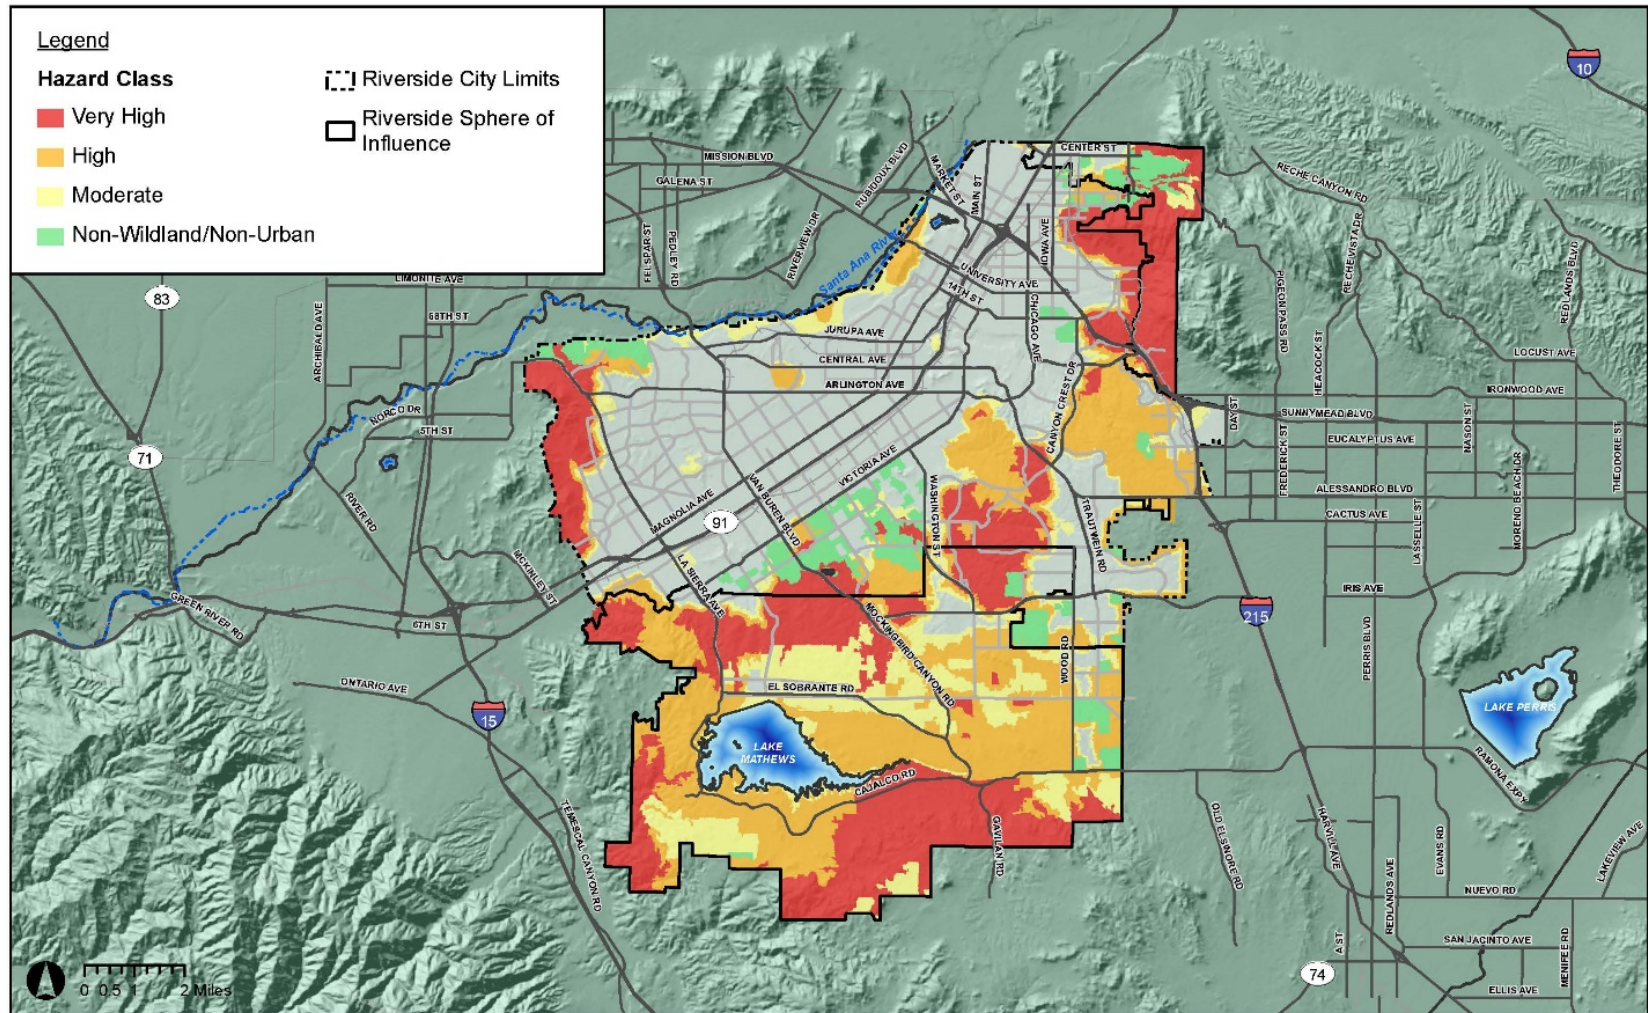 Legend
Hazard Class
Very High
High
Moderate
Non-Wildland/Non-Urban
Riverside City Limits
Riverside Sphere of
Influence
10
CENTER ST
MISSION BLVD
GALENA ST
RUBIDOUX BLVD
MARKET ST
MAIN ST
RECHE CANYON RD
FELSPAR ST
PEDLEY RD
RIVERVIEW DR
IOWA AVE
RECHE VISTA DR
REDLANDS BLVD
Santa Ana River
UNIVERSITY AVE
14TH ST
PIGEON PASS RD
LIMONITE AVE
83
68TH ST
ARCHIBALD AVE
JURUPA AVE
CHICAGO AVE
HEACOCK ST
LOCUST AVE
CENTRAL AVE
ARLINGTON AVE
CANYON CREST DR
IRONWOOD AVE
NORCO DR
5TH ST
DAY ST
SUNNYMEAD BLVD
EUCALYPTUS AVE
FREDERICK ST
NASON ST
THEODORE ST
71
VICTORIA AVE
VAN BUREN BLVD
WASHINGTON ST
MAGNOLIA AVE
91
RIVER RD
ALESSANDRO BLVD
CACTUS AVE
TRAUTWEIN RD
LASSELLE ST
MORENO BEACH DR
MCKINLEY ST
LA SIERRA AVE
IRIS AVE
GREEN RIVER RD
6TH ST
215
MOCKINGBIRD CANYON RD
WOOD RD
PERRIS BLVD
ONTARIO AVE
EL SOBRANTE RD
15
LAKE
MATHEWS
LAKE PERRIS
CAJALCO RD
RAMONA EXPY
TEMESCAL CANYON RD
GAVILAN RD
OLD ELSINORE RD
HARVILL AVE
EVANS RD
LAKEVIEW AVE
REDLANDS AVE
NUEVO RD
A ST
SAN JACINTO AVE
MENIFEE RD
74
ELLIS AVE
0 0.5 1 2 Miles